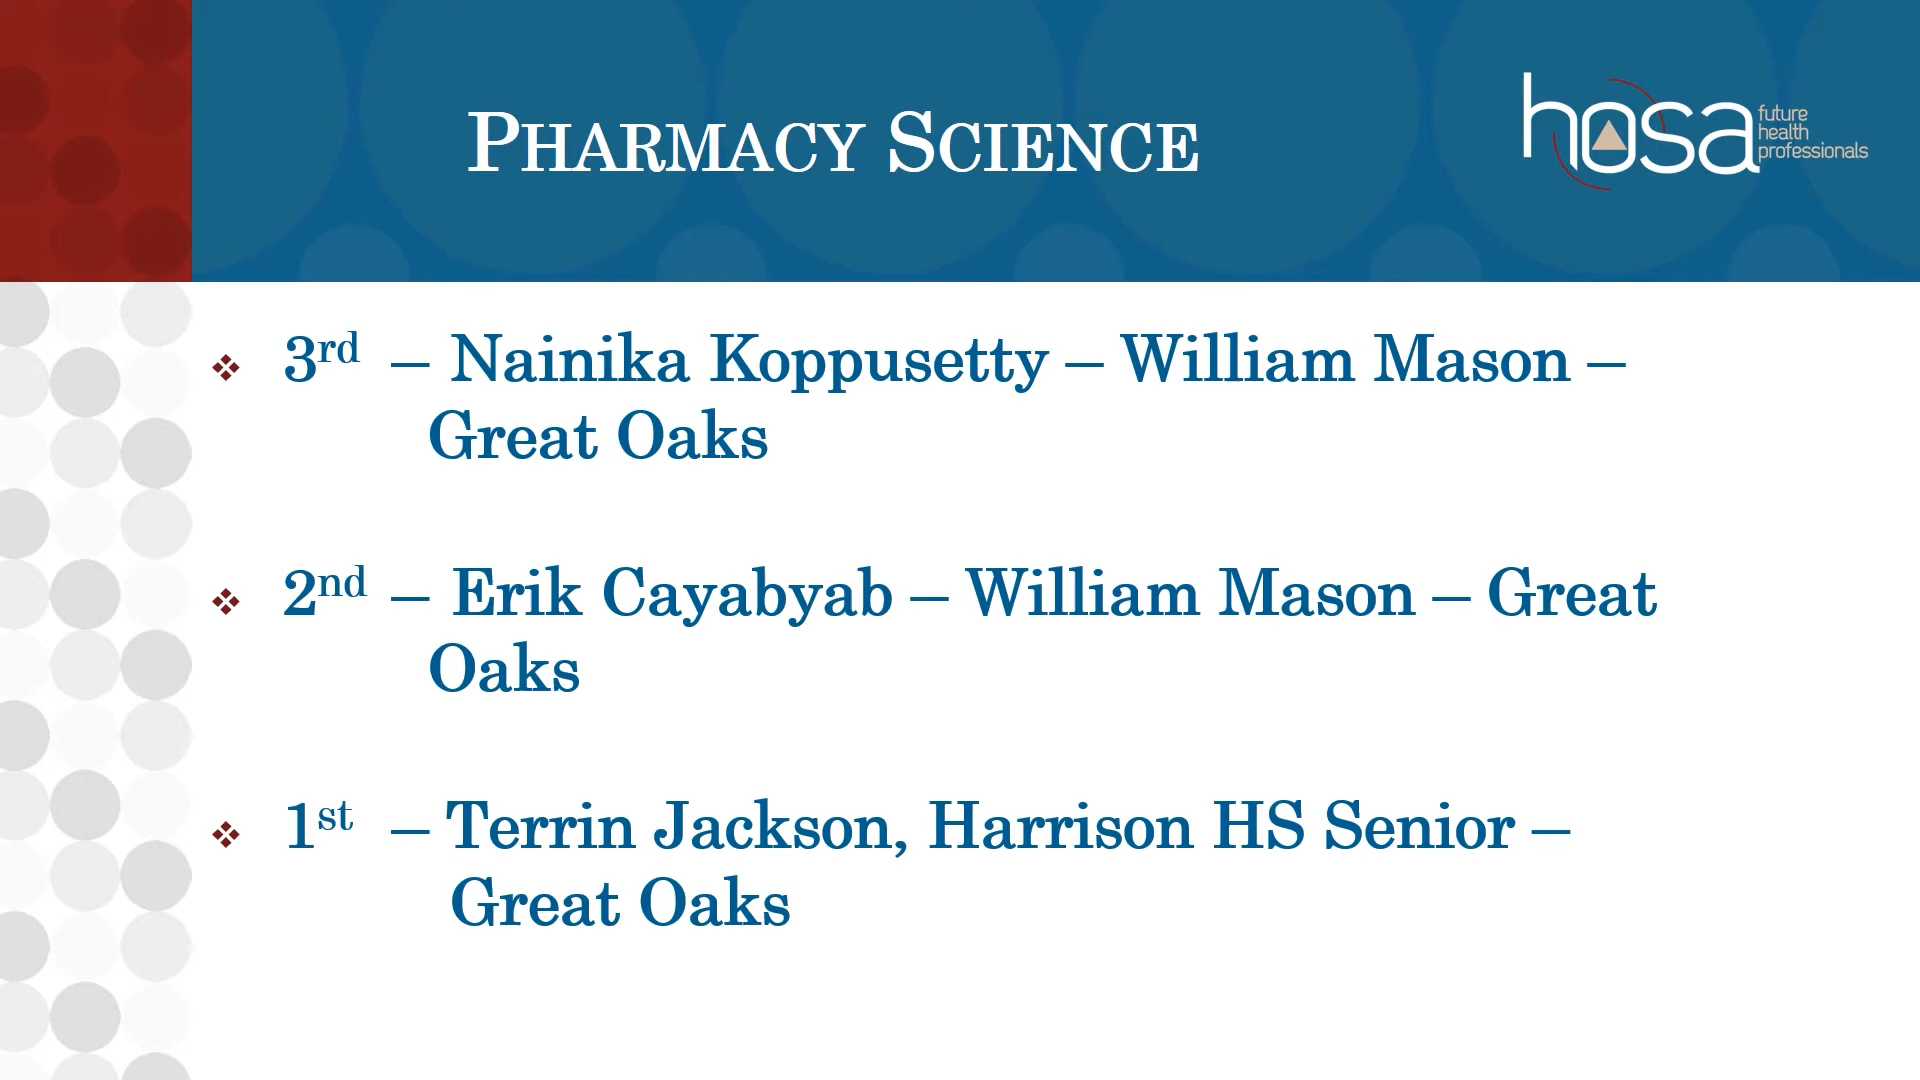 Pharmacy Science
hosa
future
health
professionals
3rd – Nainika Koppusetty – William Mason –
Great Oaks
2nd – Erik Cayabyab – William Mason – Great
Oaks
1st – Terrin Jackson, Harrison HS Senior –
Great Oaks